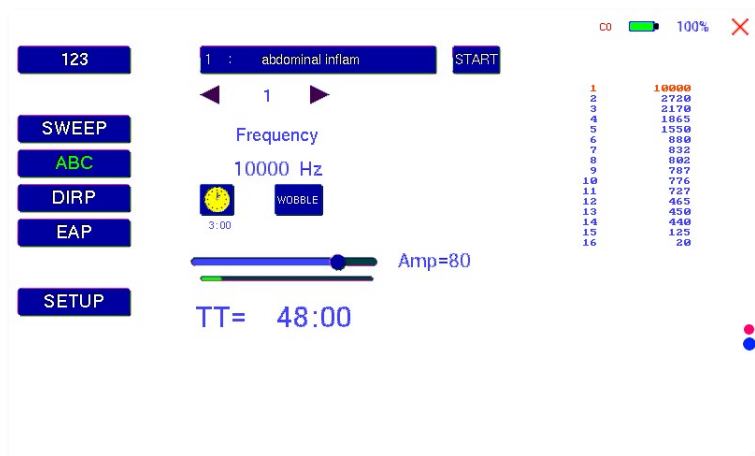 C0 100%
123
1 : abdominal inflam START
1
SWEEP
Frequency
ABC
10000 Hz
DIRP
WOBBLE
EAP
3:00
Amp=80
SETUP
TT= 48:00
1 10000
2 2720
3 2170
4 1865
5 1550
6 880
7 832
8 802
9 787
10 776
11 727
12 465
13 450
14 440
15 125
16 20